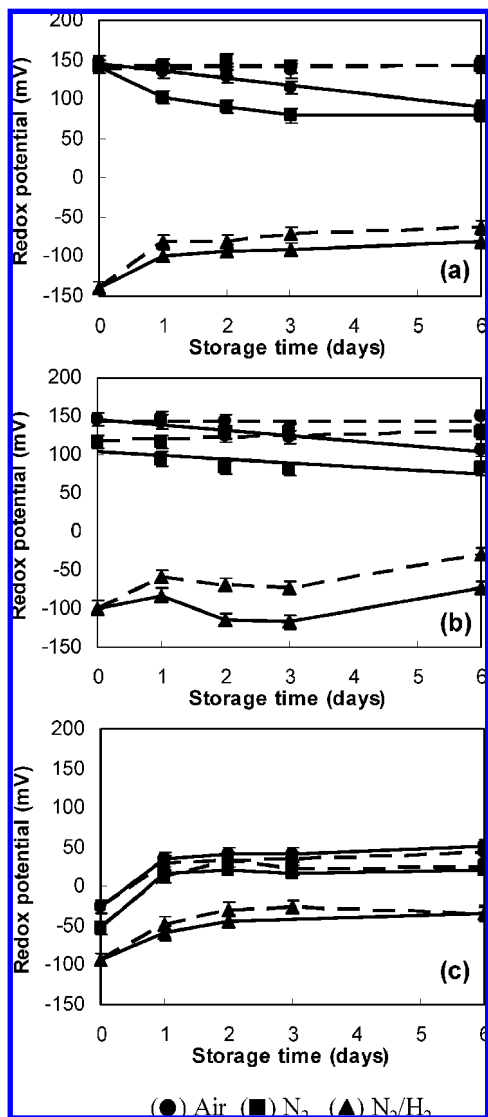 200
150
100
50
0
-50
-100
-150
Redox potential (mV)
(a)
0 1 2 3 4 5 6
Storage time (days)
200
150
100
50
0
-50
-100
-150
Redox potential (mV)
(b)
0 1 2 3 4 5 6
Storage time (days)
200
150
100
50
0
-50
-100
-150
Redox potential (mV)
(c)
0 1 2 3 4 5 6
Storage time (days)
(●) Air (■) N₂ (▲) N₂/H₂